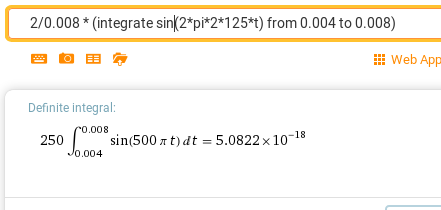 2/0.008 * (integrate sin(2*pi*2*125*t) from 0.004 to 0.008)
Web App
Definite integral:
250 ∫_{0.004}^{0.008} sin(500 π t) dt = 5.0822×10^{-18}